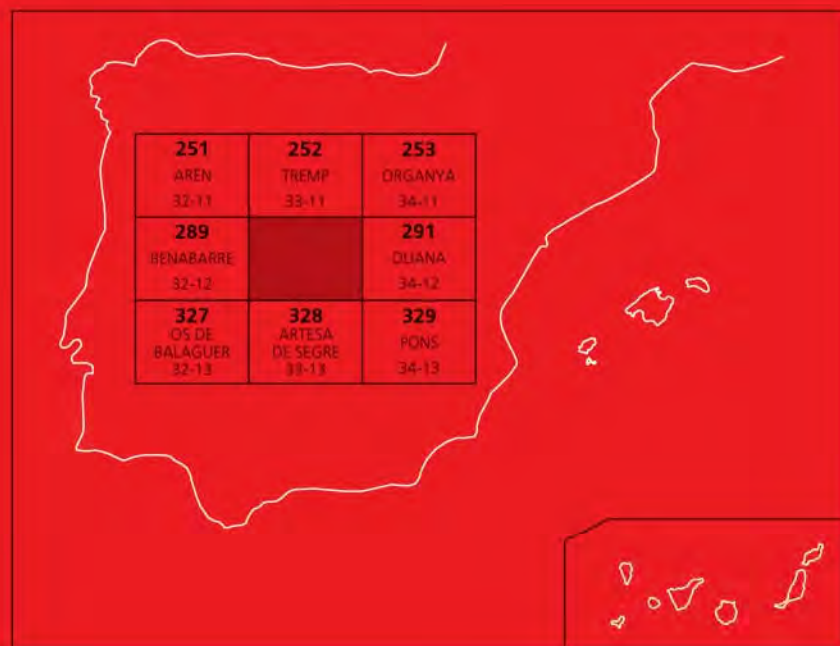 251
AREN
32-11
252
TREMP
33-11
253
ORGANYA
34-11
289
BENABARRE
32-12
291
OLIANA
34-12
327
OS DE
BALAGUER
32-13
328
ARTESA
DE SEGRE
33-13
329
PONS
34-13